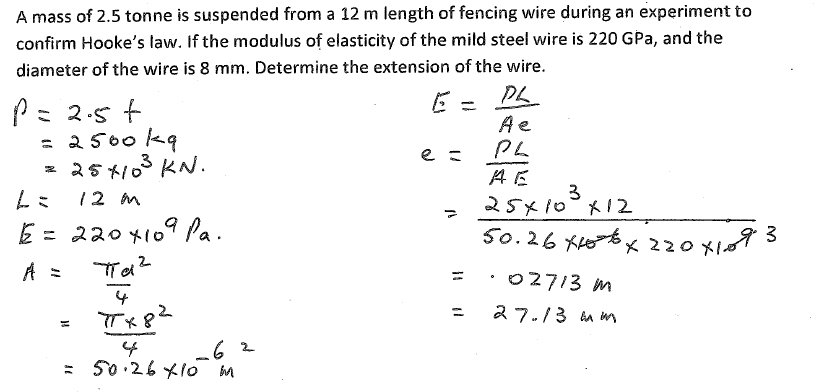 A mass of 2.5 tonne is suspended from a 12 m length of fencing wire during an experiment to
confirm Hooke's law. If the modulus of elasticity of the mild steel wire is 220 GPa, and the
diameter of the wire is 8 mm. Determine the extension of the wire.
P = 2.5 t
= 2500 kg
= 25 × 10³ KN.
L = 12 m
E = 220 × 10⁹ Pa.
A = πd²/4
= π × 8²/4
= 50.26 × 10⁻⁶ m²
E = PL/Ae
e = PL/AE
= 25 × 10³ × 12/50.26 × 10⁻⁶ × 220 × 10⁹ 3
= .02713 m
= 27.13 mm